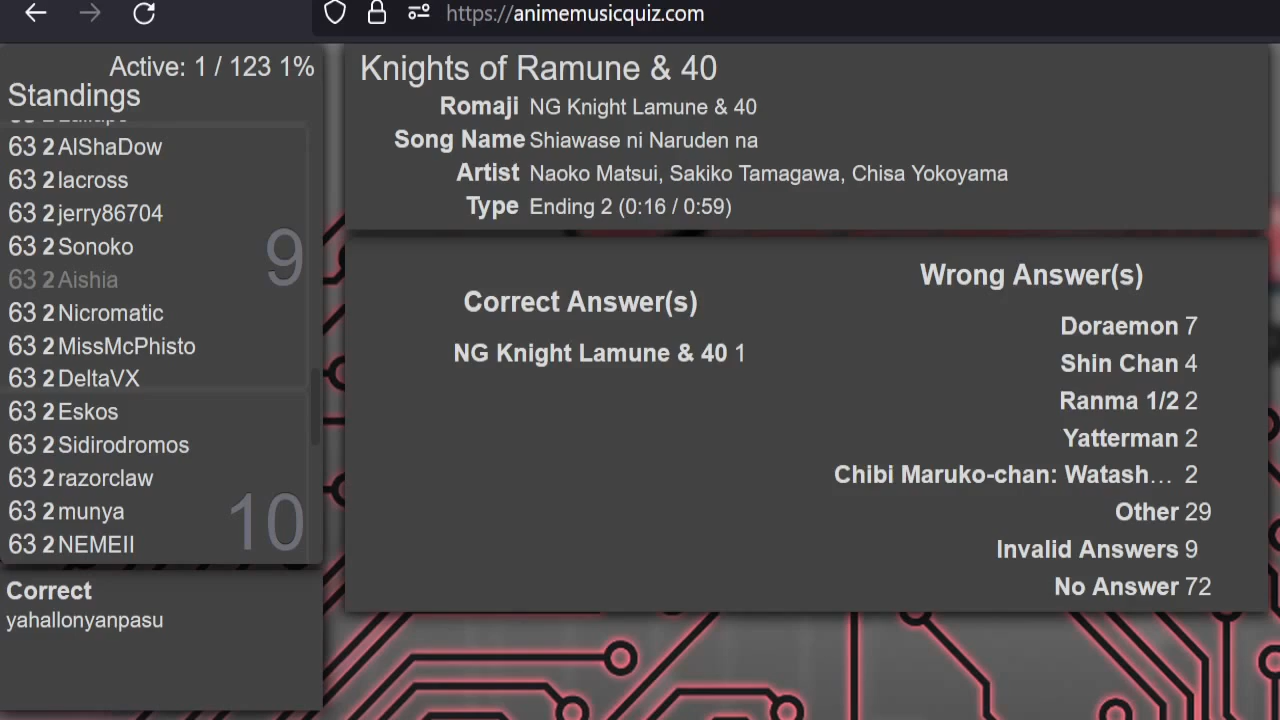 https://animemusicquiz.com
Active: 1 / 123 1%
Standings
63 2 AlShaDow
63 2 lacross
63 2 jerry86704
63 2 Sonoko
9
63 2 Aishia
63 2 Nicromatic
63 2 MissMcPhisto
63 2 DeltaVX
63 2 Eskos
63 2 Sidirodromos
63 2 razorclaw
63 2 munya
10
63 2 NEMEII
Correct
yahallonyanpasu
Knights of Ramune & 40
Romaji NG Knight Lamune & 40
Song Name Shiawase ni Naruden na
Artist Naoko Matsui, Sakiko Tamagawa, Chisa Yokoyama
Type Ending 2 (0:16 / 0:59)
Correct Answer(s)
NG Knight Lamune & 40 1
Wrong Answer(s)
Doraemon 7
Shin Chan 4
Ranma 1/2 2
Yatterman 2
Chibi Maruko-chan: Watash… 2
Other 29
Invalid Answers 9
No Answer 72